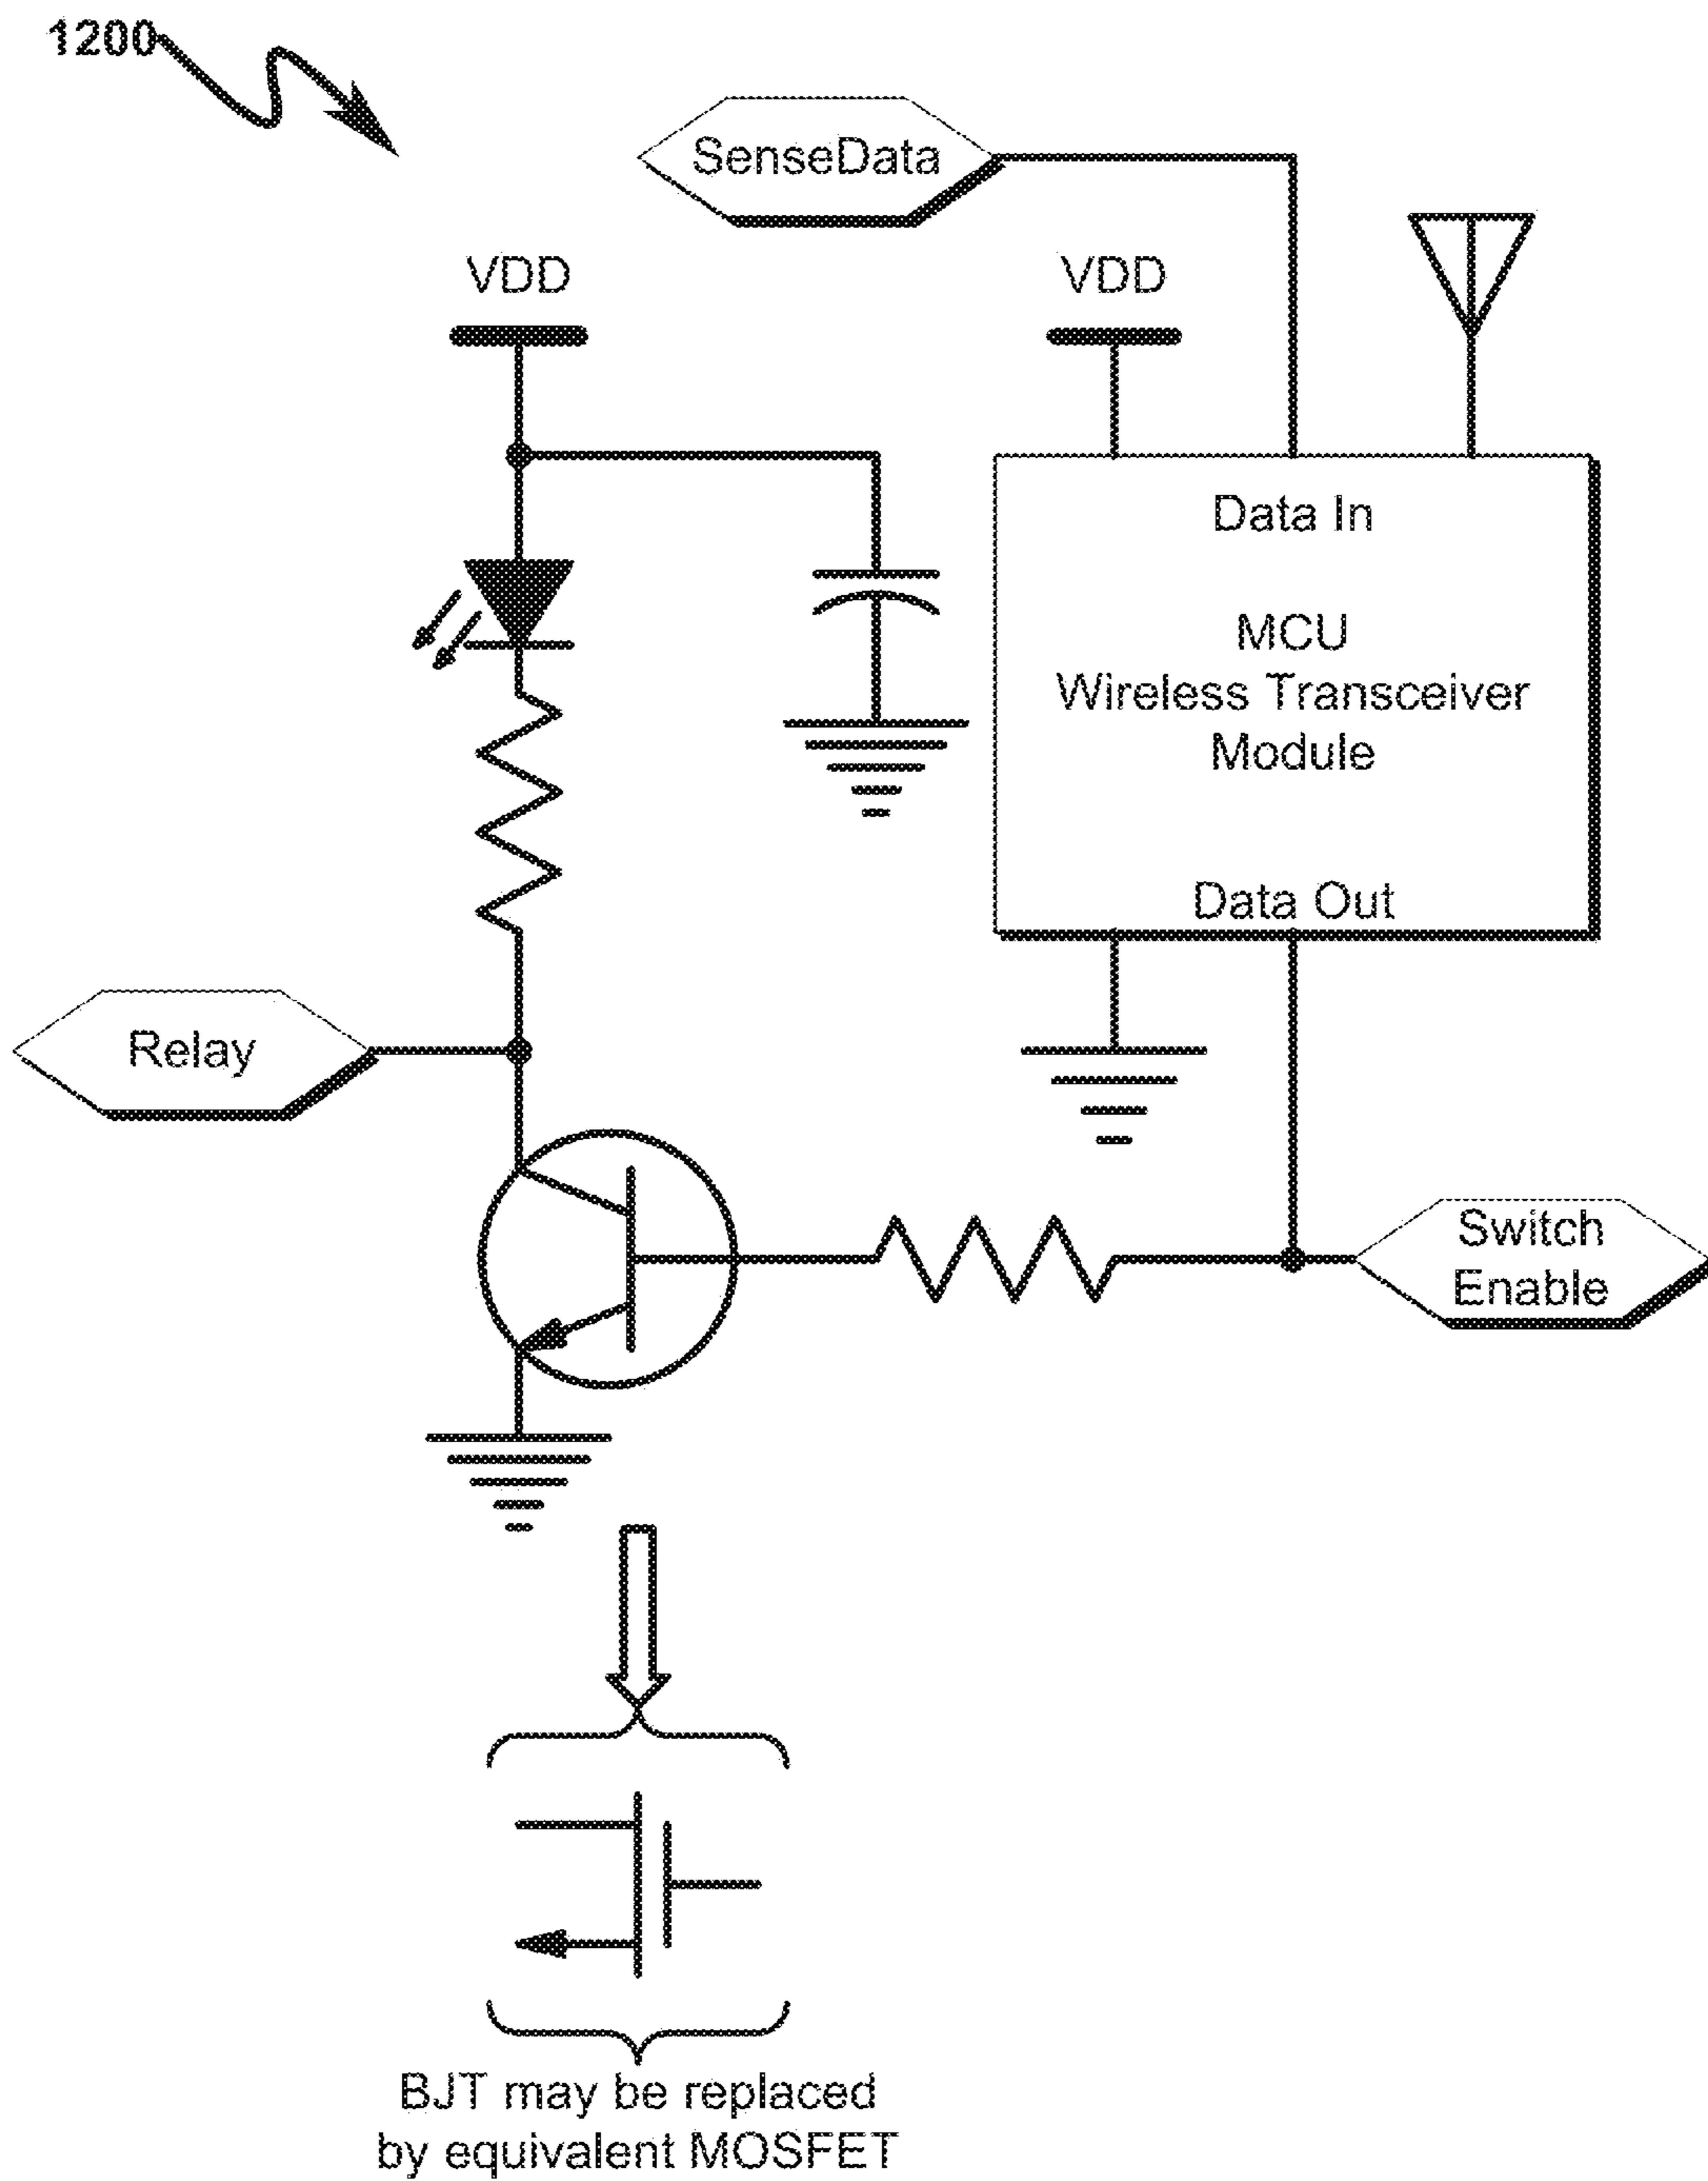 1200
SenseData
VDD
VDD
Data In
MCU
Wireless Transceiver
Module
Data Out
Relay
Switch
Enable
BJT may be replaced
by equivalent MOSFET